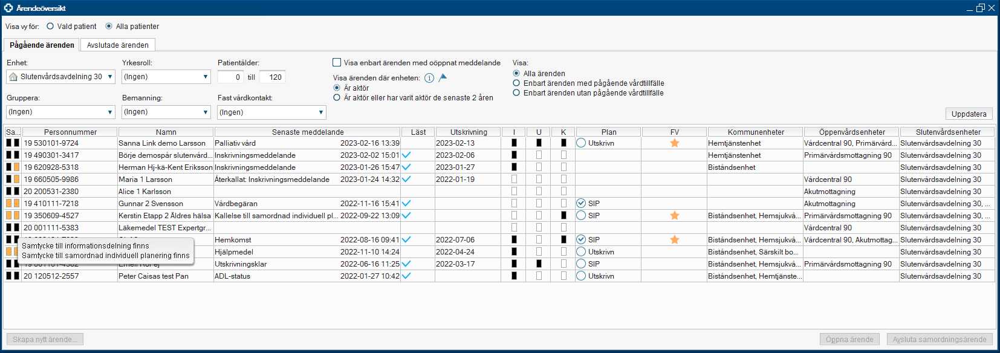 Ärendeöversikt
Visa vy för: Vald patient Alla patienter
Pågående ärenden Avslutade ärenden
Enhet: Yrkesroll: Patientålder: Visa enbart ärenden med oöppnat meddelande Visa:
Slutenvårdsavdelning 30 (Ingen) 0 till 120 Alla ärenden
Visa ärenden där enheten: Enbart ärenden med pågående vårdtillfälle
Är aktör Enbart ärenden utan pågående vårdtillfälle
Gruppera: Bemanning: Fast vårdkontakt: Är aktör eller har varit aktör de senaste 2 åren
(Ingen) (Ingen) (Ingen) Uppdatera
Sa... Personnummer Namn Senaste meddelande Läst Utskrivning I U K Plan FV Kommunenheter Öppenvårdsenheter Slutenvårdsenheter
19 530101-9724 Sanna Link demo Larsson Palliativ vård 2023-02-16 13:39 2023-02-13 Utskrivn Hemtjänstenhet Vårdcentral 90, Primärvård... Slutenvårdsavdelning 30
19 490301-3417 Börje demospår slutenvård... Inskrivningsmeddelande 2023-02-02 15:01 2023-02-06 Hemtjänstenhet Primärvårdsmottagning 90 Slutenvårdsavdelning 30
19 620928-5318 Herman Hj-kä-Kent Eriksson Inskrivningsmeddelande 2023-01-26 15:47 2023-01-27 Biståndsenhet Slutenvårdsavdelning 30
19 660505-9986 Maria 1 Larsson Återkallat: Inskrivningsmeddelande 2023-01-24 14:32 2022-01-19 Vårdcentral 90 Slutenvårdsavdelning 30
20 200531-2380 Alice 1 Karlsson Akutmottagning Slutenvårdsavdelning 30
19 410111-7218 Gunnar 2 Svensson Vårdbegäran 2022-11-16 15:41 SIP Akutmottagning Slutenvårdsavdelning 30, ...
19 350609-4527 Kerstin Etapp 2 Äldres hälsa Kallelse till samordnad individuell pl... 2022-09-22 13:09 SIP Biståndsenhet, Hemsjukvå... Primärvårdsmottagning 90 Slutenvårdsavdelning 30, ...
20 001111-5383 Läkemedel TEST Expertgr... Vårdcentral 90 Slutenvårdsavdelning 30
Hemkomst 2022-08-16 09:41 2022-07-06 SIP Biståndsenhet, Hemsjukvå... Vårdcentral 90, Akutmottag... Slutenvårdsavdelning 30
Samtycke till informationsdelning finns
Samtycke till samordnad individuell planering finns
Hjälpmedel 2022-11-10 14:24 2022-04-24 Utskrivn Biståndsenhet, Särskilt bo... Slutenvårdsavdelning 30
Utskrivningsklar 2022-06-16 11:25 2022-03-17 SIP Biståndsenhet, Hemsjukvå... Primärvårdsmottagning 90 Slutenvårdsavdelning 30
20 120512-2557 Peter Caisas test Pan ADL-status 2022-01-27 10:42 Utskrivn Biståndsenhet, Hemtjänste... Slutenvårdsavdelning 30
Skapa nytt ärende... Öppna ärende Avsluta samordningsärende